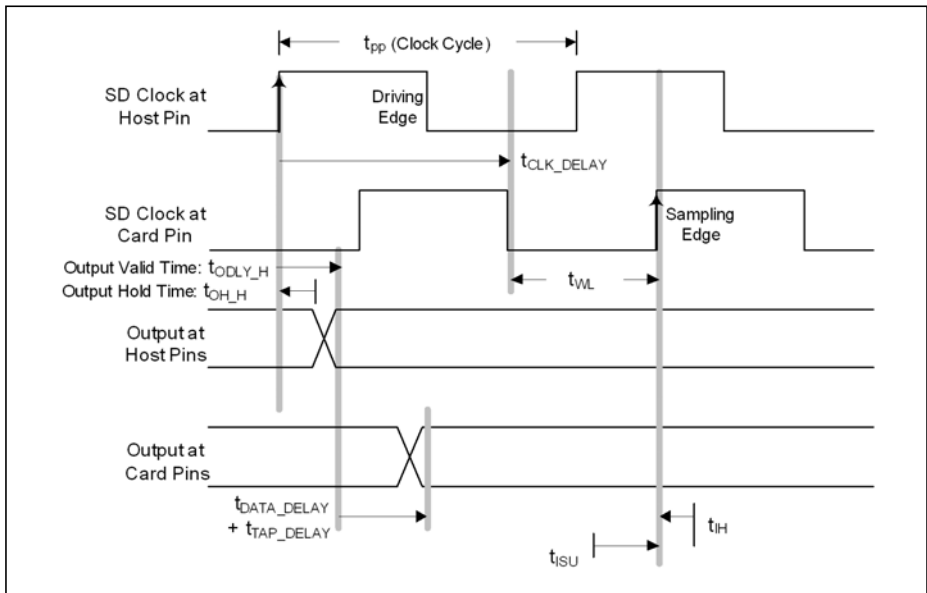 tpp (Clock Cycle)
SD Clock at
Host Pin
Driving
Edge
tCLK_DELAY
SD Clock at
Card Pin
Sampling
Edge
Output Valid Time: tODLY_H
Output Hold Time: tOH_H
tWL
Output at
Host Pins
Output at
Card Pins
tDATA_DELAY
+ tTAP_DELAY
tIH
tISU